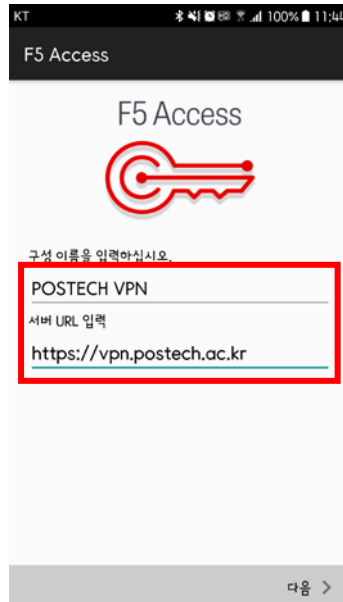 KT 100% 11:44
F5 Access
F5 Access
구성 이름을 입력하십시오.
POSTECH VPN
서버 URL 입력
https://vpn.postech.ac.kr
다음 >